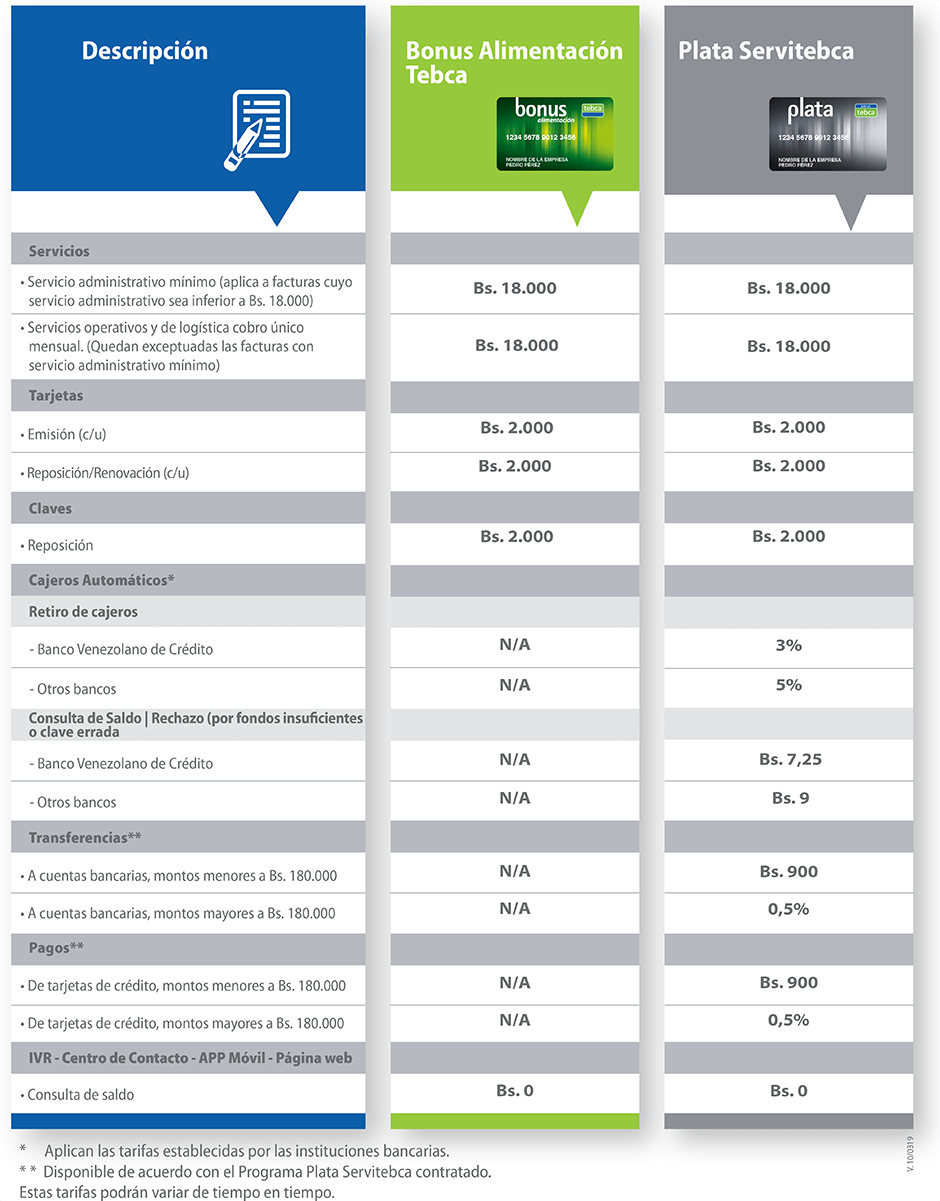 Descripción
Bonus Alimentación
Tebca
Plata Servitebca
bonus
alimentación
tebca
1234 5678 9012 3456
NOMBRE DE LA EMPRESA
PEDRO PÉREZ
plata
tebca
1234 5678 9012 3456
NOMBRE DE LA EMPRESA
PEDRO PÉREZ
Servicios
• Servicio administrativo mínimo (aplica a facturas cuyo
servicio administrativo sea inferior a Bs. 18.000)
Bs. 18.000
Bs. 18.000
• Servicios operativos y de logística cobro único
mensual. (Quedan exceptuadas las facturas con
servicio administrativo mínimo)
Bs. 18.000
Bs. 18.000
Tarjetas
• Emisión (c/u)
Bs. 2.000
Bs. 2.000
• Reposición/Renovación (c/u)
Bs. 2.000
Bs. 2.000
Claves
• Reposición
Bs. 2.000
Bs. 2.000
Cajeros Automáticos*
Retiro de cajeros
- Banco Venezolano de Crédito
N/A
3%
- Otros bancos
N/A
5%
Consulta de Saldo | Rechazo (por fondos insuficientes
o clave errada
- Banco Venezolano de Crédito
N/A
Bs. 7,25
- Otros bancos
N/A
Bs. 9
Transferencias**
• A cuentas bancarias, montos menores a Bs. 180.000
N/A
Bs. 900
• A cuentas bancarias, montos mayores a Bs. 180.000
N/A
0,5%
Pagos**
• De tarjetas de crédito, montos menores a Bs. 180.000
N/A
Bs. 900
• De tarjetas de crédito, montos mayores a Bs. 180.000
N/A
0,5%
IVR - Centro de Contacto - APP Móvil - Página web
• Consulta de saldo
Bs. 0
Bs. 0
* Aplican las tarifas establecidas por las instituciones bancarias.
* * Disponible de acuerdo con el Programa Plata Servitebca contratado.
Estas tarifas podrán variar de tiempo en tiempo.
V. 10/0319